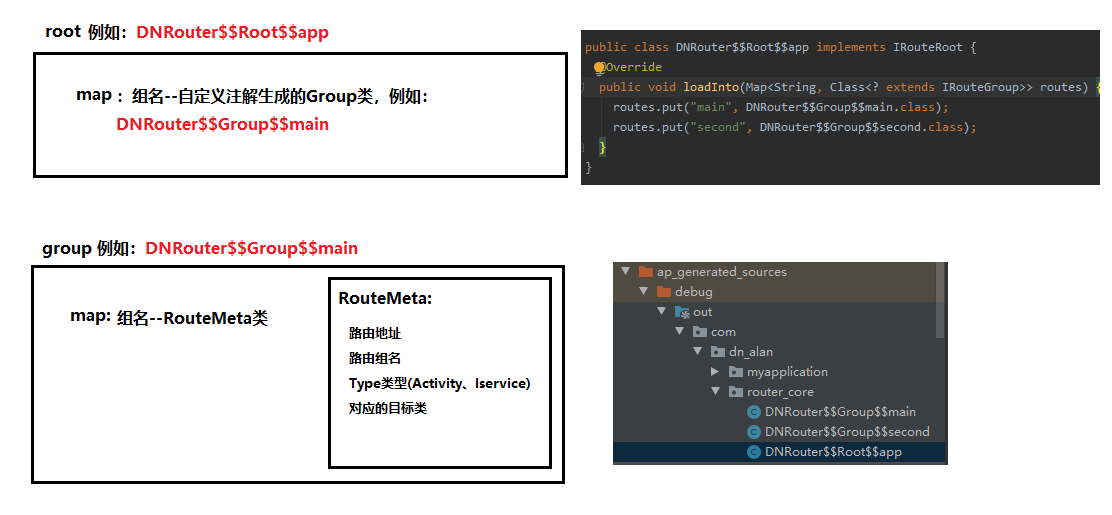 root 例如：DNRouter$$Root$$app
map ：组名--自定义注解生成的Group类，例如：
DNRouter$$Group$$main
public class DNRouter$$Root$$app implements IRouteRoot {
@Override
public void loadInto(Map<String, Class<? extends IRouteGroup>> routes) {
routes.put("main", DNRouter$$Group$$main.class);
routes.put("second", DNRouter$$Group$$second.class);
}
}
group 例如：DNRouter$$Group$$main
map: 组名--RouteMeta类
RouteMeta:
路由地址
路由组名
Type类型(Activity、Iservice)
对应的目标类
ap_generated_sources
debug
out
com
dn_alan
myapplication
router_core
DNRouter$$Group$$main
DNRouter$$Group$$second
DNRouter$$Root$$app